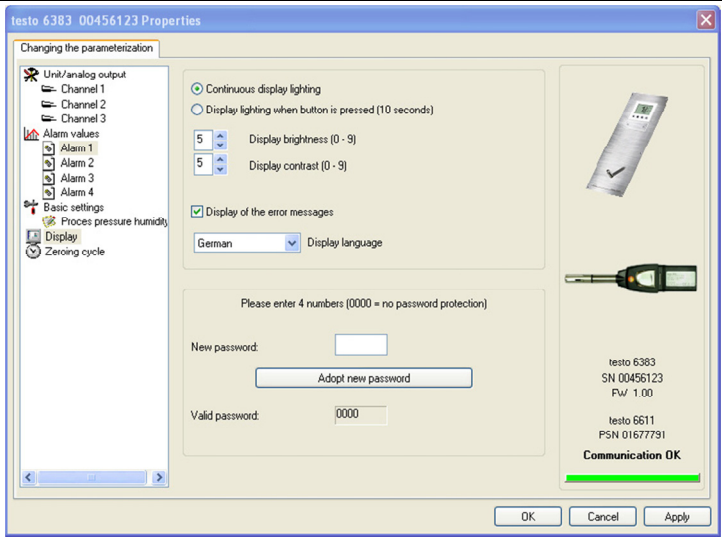 testo 6383 00456123 Properties
Changing the parameterization
Unit/analog output
Channel 1
Channel 2
Channel 3
Alarm values
Alarm 1
Alarm 2
Alarm 3
Alarm 4
Basic settings
Proces pressure humidity
Display
Zeroing cycle
Continuous display lighting
Display lighting when button is pressed (10 seconds)
5 Display brightness (0 - 9)
5 Display contrast (0 - 9)
Display of the error messages
German Display language
Please enter 4 numbers (0000 = no password protection)
New password:
Adopt new password
Valid password: 0000
testo 6383
SN 00456123
FW 1.00
testo 6611
PSN 01677791
Communication OK
OK Cancel Apply